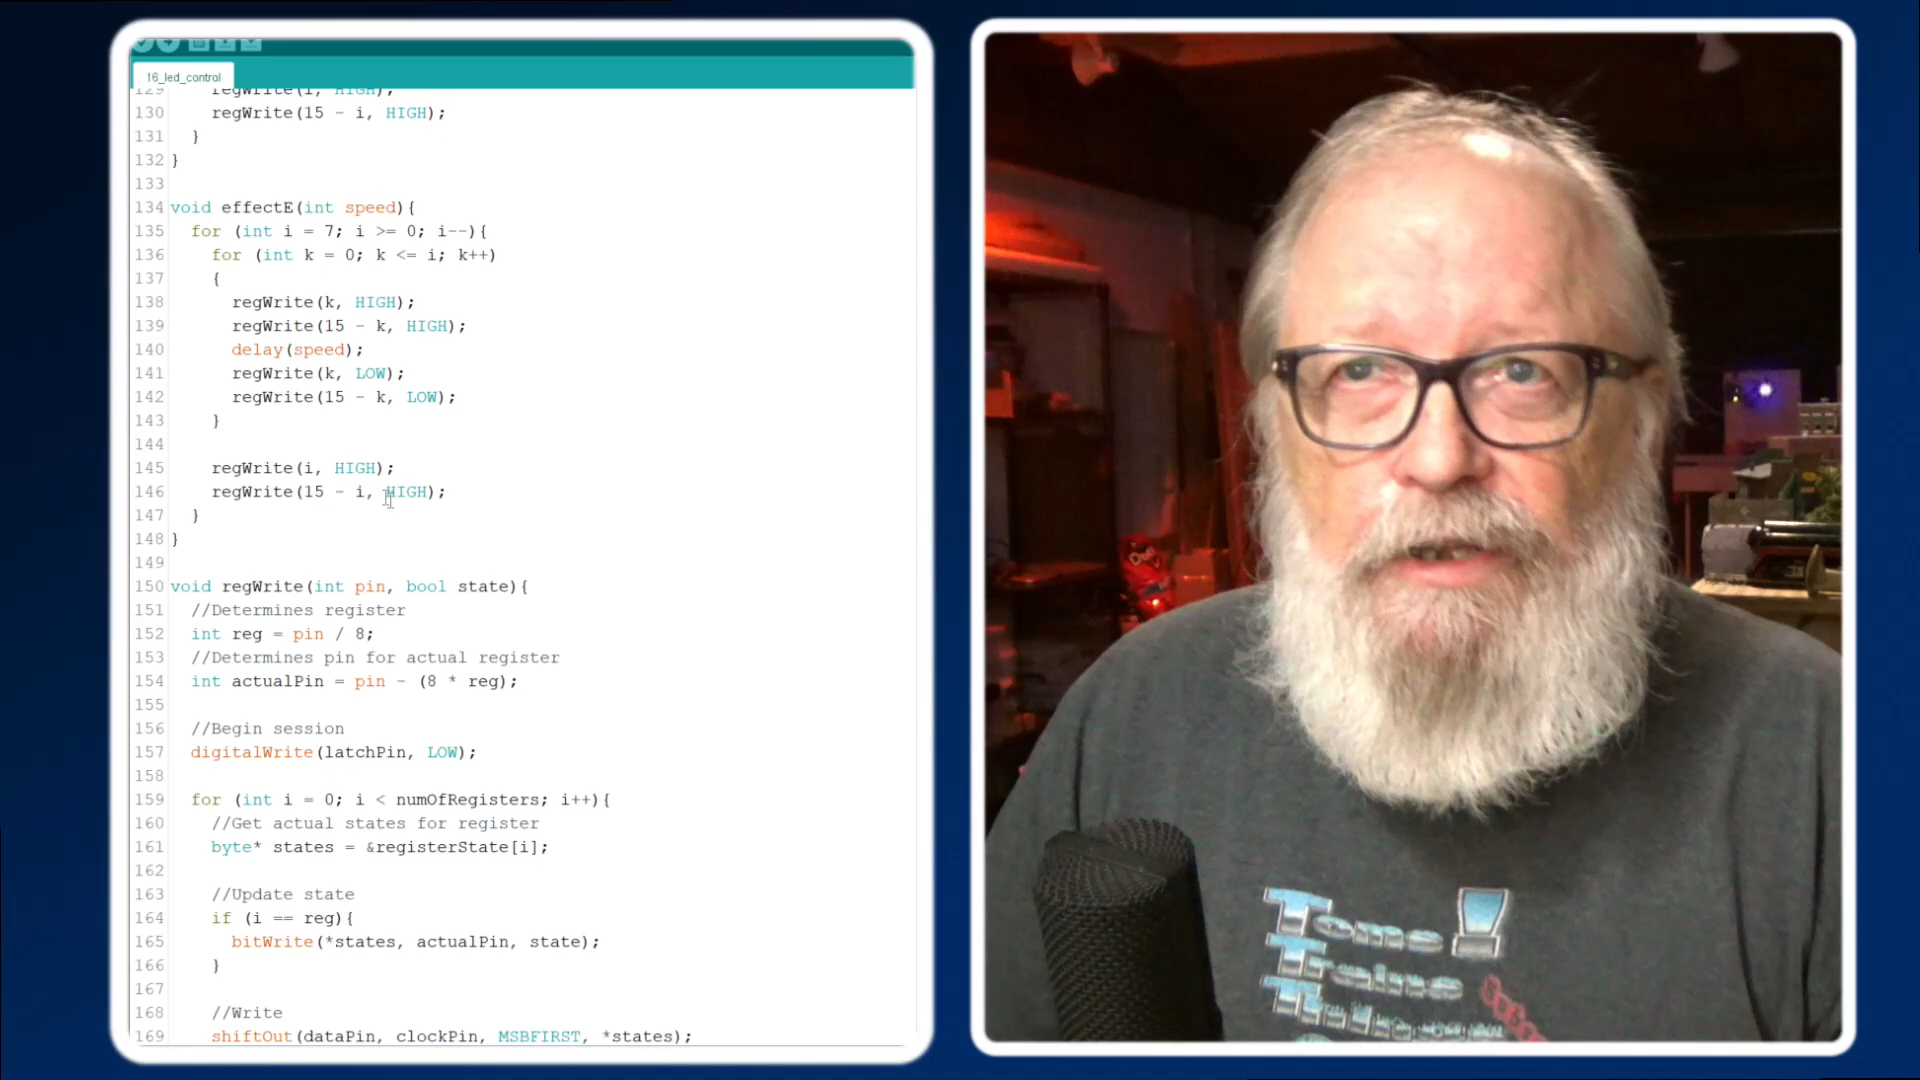 16_led_control
129 regWrite(i, HIGH);
130 regWrite(15 - i, HIGH);
131 }
132 }
133
134 void effectE(int speed){
135 for (int i = 7; i >= 0; i--){
136 for (int k = 0; k <= i; k++)
137 {
138 regWrite(k, HIGH);
139 regWrite(15 - k, HIGH);
140 delay(speed);
141 regWrite(k, LOW);
142 regWrite(15 - k, LOW);
143 }
144
145 regWrite(i, HIGH);
146 regWrite(15 - i, HIGH);
147 }
148 }
149
150 void regWrite(int pin, bool state){
151 //Determines register
152 int reg = pin / 8;
153 //Determines pin for actual register
154 int actualPin = pin - (8 * reg);
155
156 //Begin session
157 digitalWrite(latchPin, LOW);
158
159 for (int i = 0; i < numOfRegisters; i++){
160 //Get actual states for register
161 byte* states = &registerState[i];
162
163 //Update state
164 if (i == reg){
165 bitWrite(*states, actualPin, state);
166 }
167
168 //Write
169 shiftOut(dataPin, clockPin, MSBFIRST, *states);
Toms
Trains